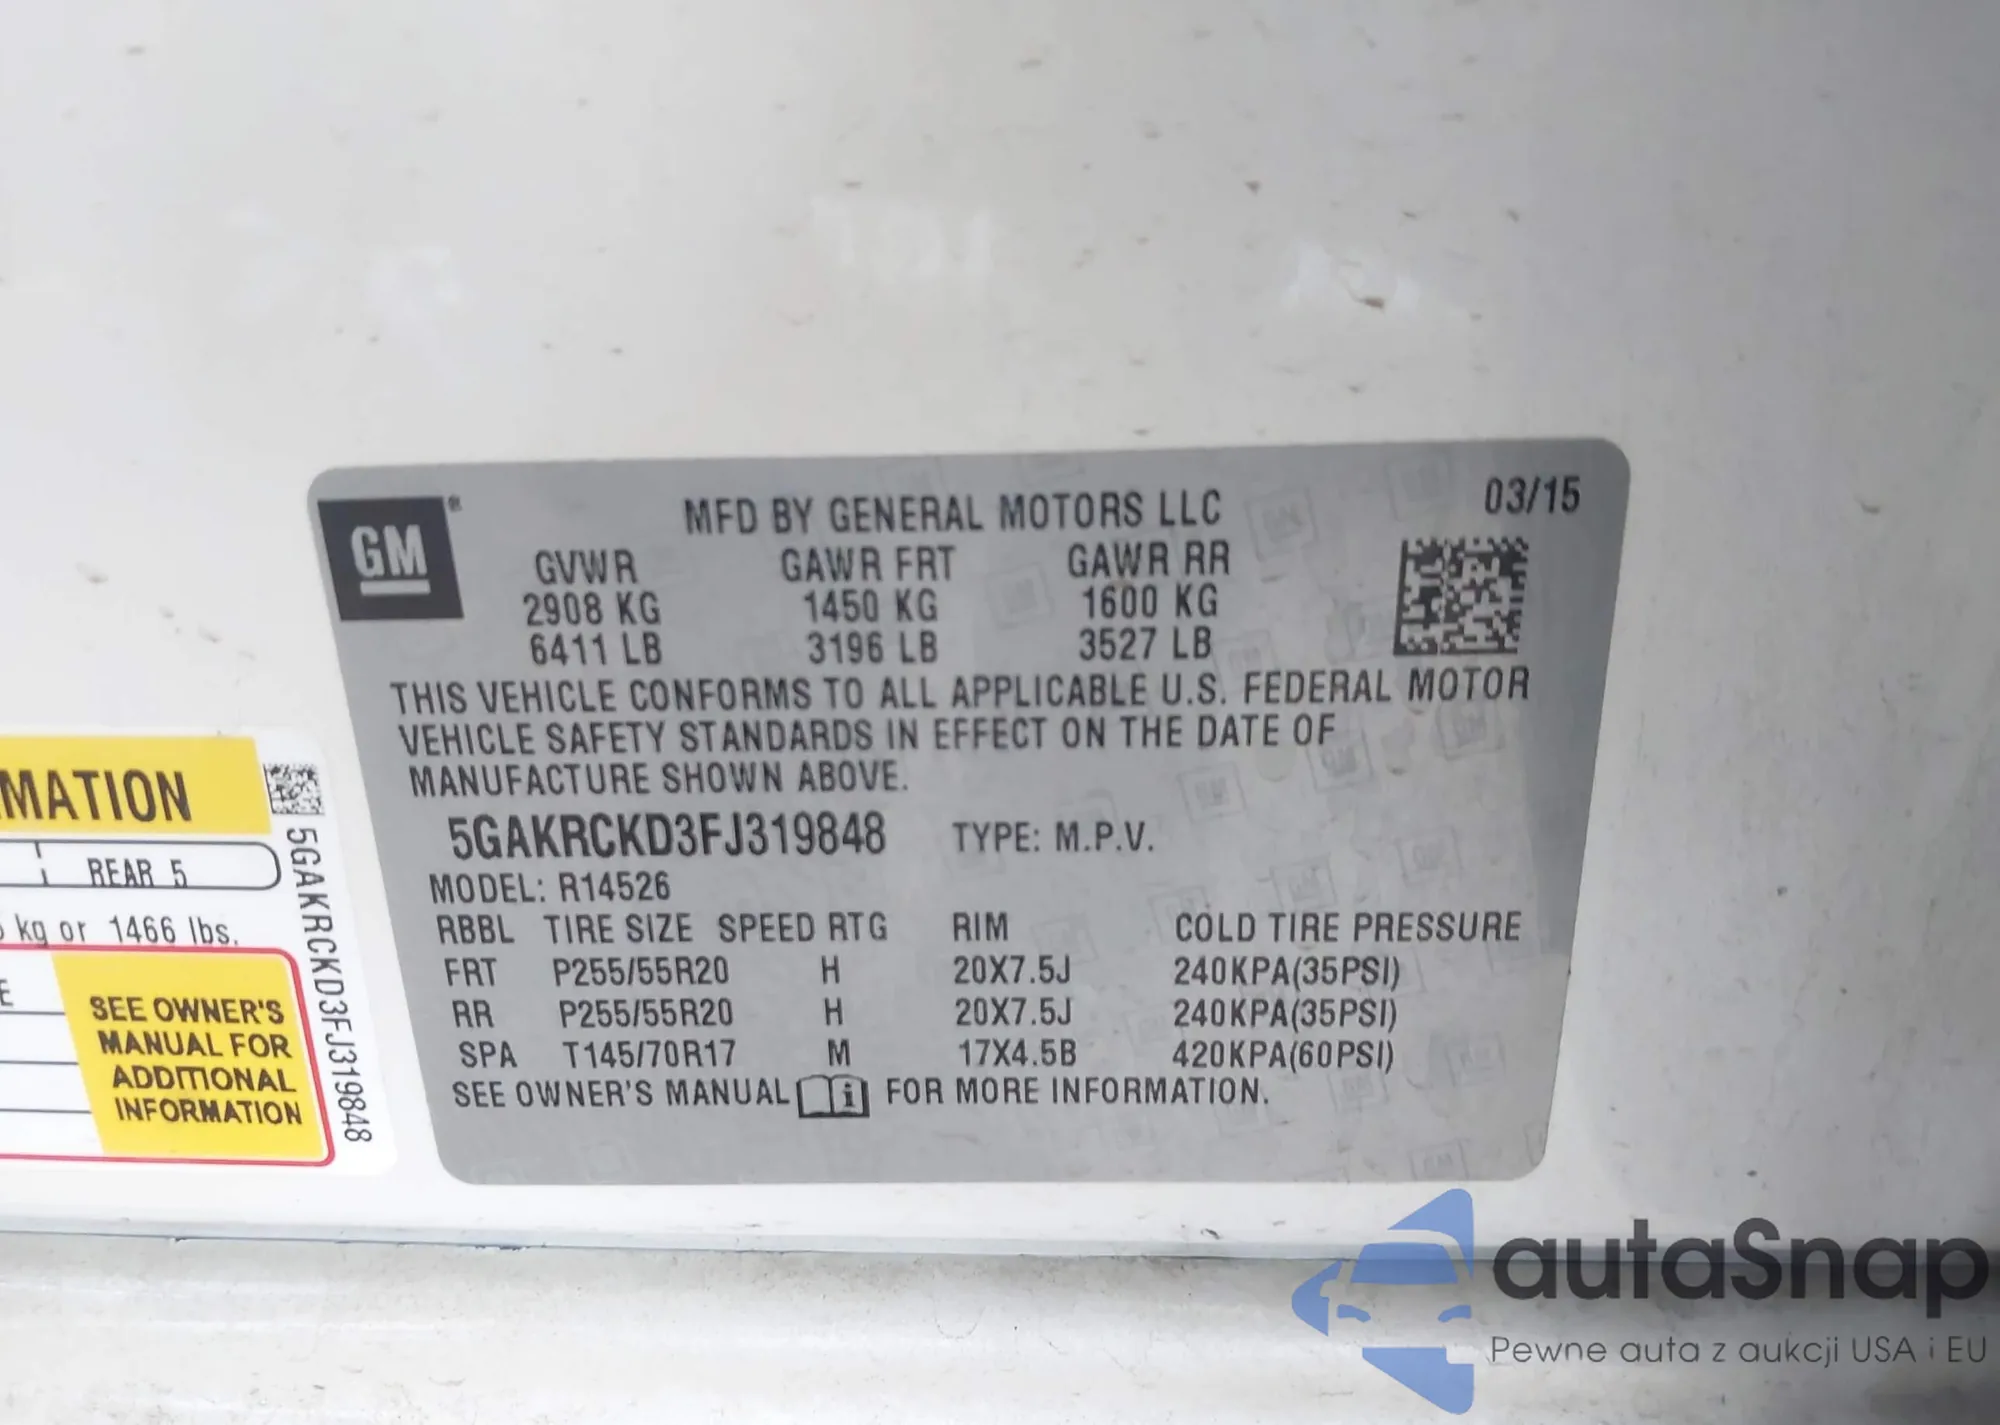 GM®
MFD BY GENERAL MOTORS LLC
03/15
GVWR GAWR FRT GAWR RR
2908 KG 1450 KG 1600 KG
6411 LB 3196 LB 3527 LB
THIS VEHICLE CONFORMS TO ALL APPLICABLE U.S. FEDERAL MOTOR
VEHICLE SAFETY STANDARDS IN EFFECT ON THE DATE OF
MANUFACTURE SHOWN ABOVE.
5GAKRCKD3FJ319848 TYPE: M.P.V.
MODEL: R14526
RBBL TIRE SIZE SPEED RTG RIM COLD TIRE PRESSURE
FRT P255/55R20 H 20X7.5J 240KPA(35PSI)
RR P255/55R20 H 20X7.5J 240KPA(35PSI)
SPA T145/70R17 M 17X4.5B 420KPA(60PSI)
SEE OWNER'S MANUAL i FOR MORE INFORMATION.
MATION
REAR 5
kg or 1466 lbs.
E
SEE OWNER'S
MANUAL FOR
ADDITIONAL
INFORMATION
5GAKRCKD3FJ319848
autaSnap
Pewne auta z aukcji USA i EU